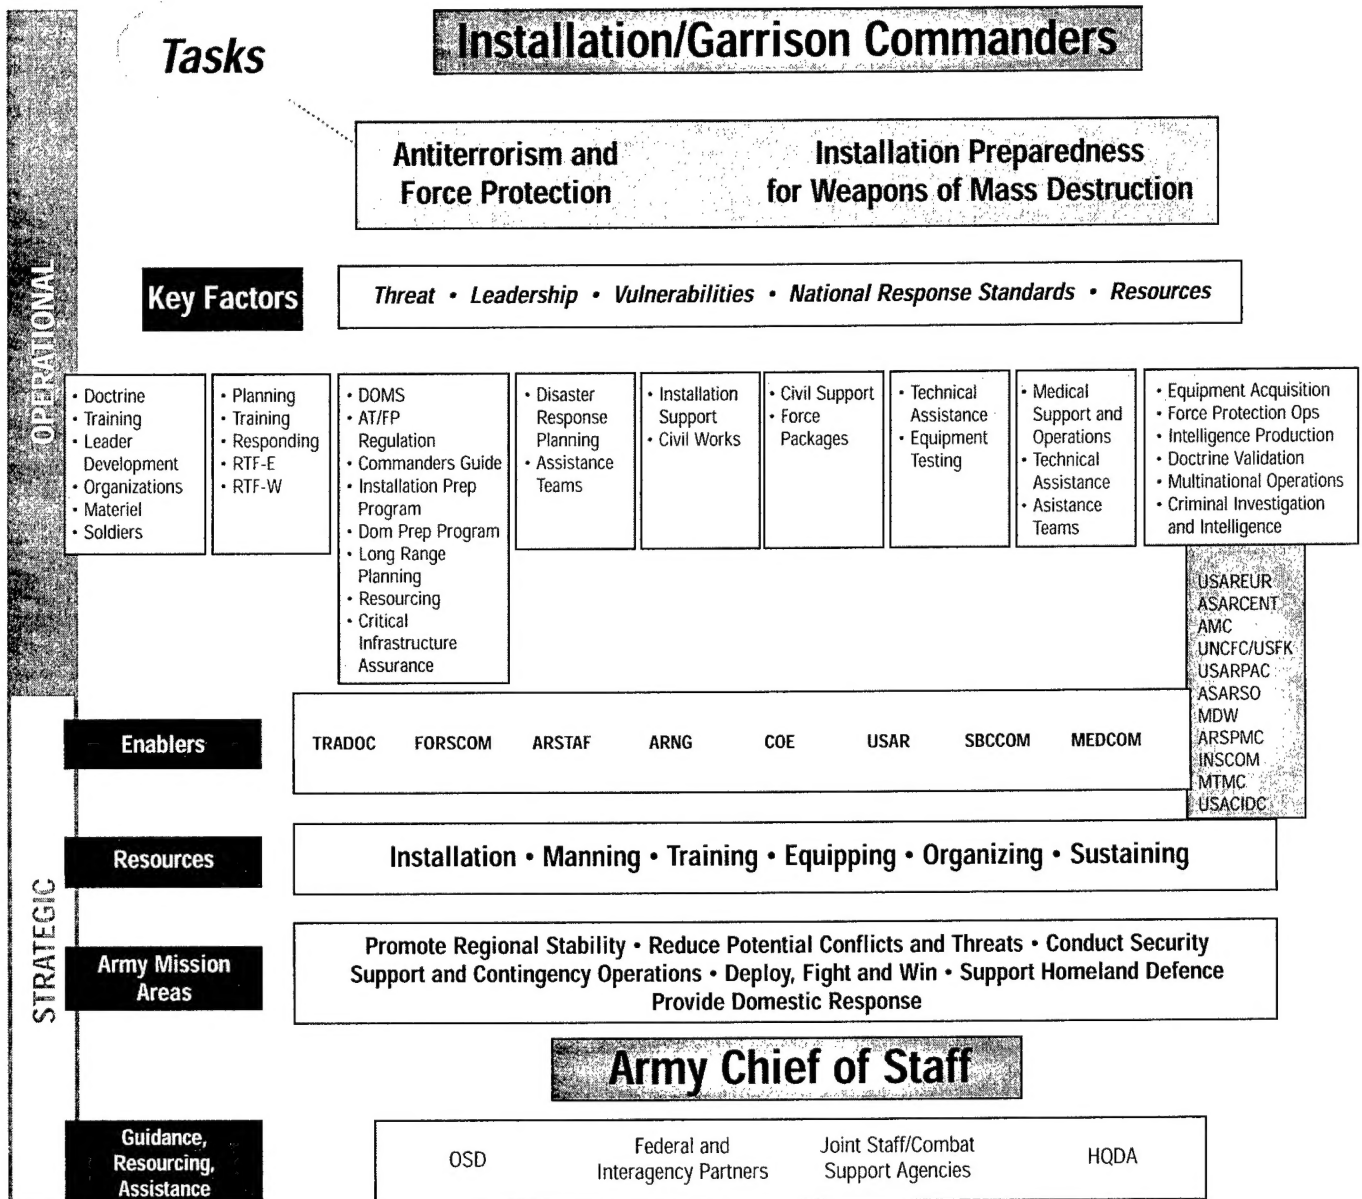 Tasks
Installation/Garrison Commanders
Antiterrorism and
Force Protection
Installation Preparedness
for Weapons of Mass Destruction
OPERATIONAL
Key Factors
Threat • Leadership • Vulnerabilities • National Response Standards • Resources
• Doctrine
• Training
• Leader
Development
• Organizations
• Materiel
• Soldiers
• Planning
• Training
• Responding
• RTF-E
• RTF-W
• DOMS
• AT/FP
Regulation
• Commanders Guide
• Installation Prep
Program
• Dom Prep Program
• Long Range
Planning
• Resourcing
• Critical
Infrastructure
Assurance
• Disaster
Response
Planning
• Assistance
Teams
• Installation
Support
• Civil Works
• Civil Support
• Force
Packages
• Technical
Assistance
• Equipment
Testing
• Medical
Support and
Operations
• Technical
Assistance
• Asistance
Teams
• Equipment Acquisition
• Force Protection Ops
• Intelligence Production
• Doctrine Validation
• Multinational Operations
• Criminal Investigation
and Intelligence
USAREUR
ASARCENT
AMC
UNCFC/USFK
USARPAC
ASARSO
MDW
ARSPMC
INSCOM
MTMC
USACIDC
STRATEGIC
Enablers
TRADOC FORSCOM ARSTAF ARNG COE USAR SBCCOM MEDCOM
Resources
Installation • Manning • Training • Equipping • Organizing • Sustaining
Army Mission
Areas
Promote Regional Stability • Reduce Potential Conflicts and Threats • Conduct Security
Support and Contingency Operations • Deploy, Fight and Win • Support Homeland Defence
Provide Domestic Response
Army Chief of Staff
Guidance,
Resourcing,
Assistance
OSD
Federal and
Interagency Partners
Joint Staff/Combat
Support Agencies
HQDA